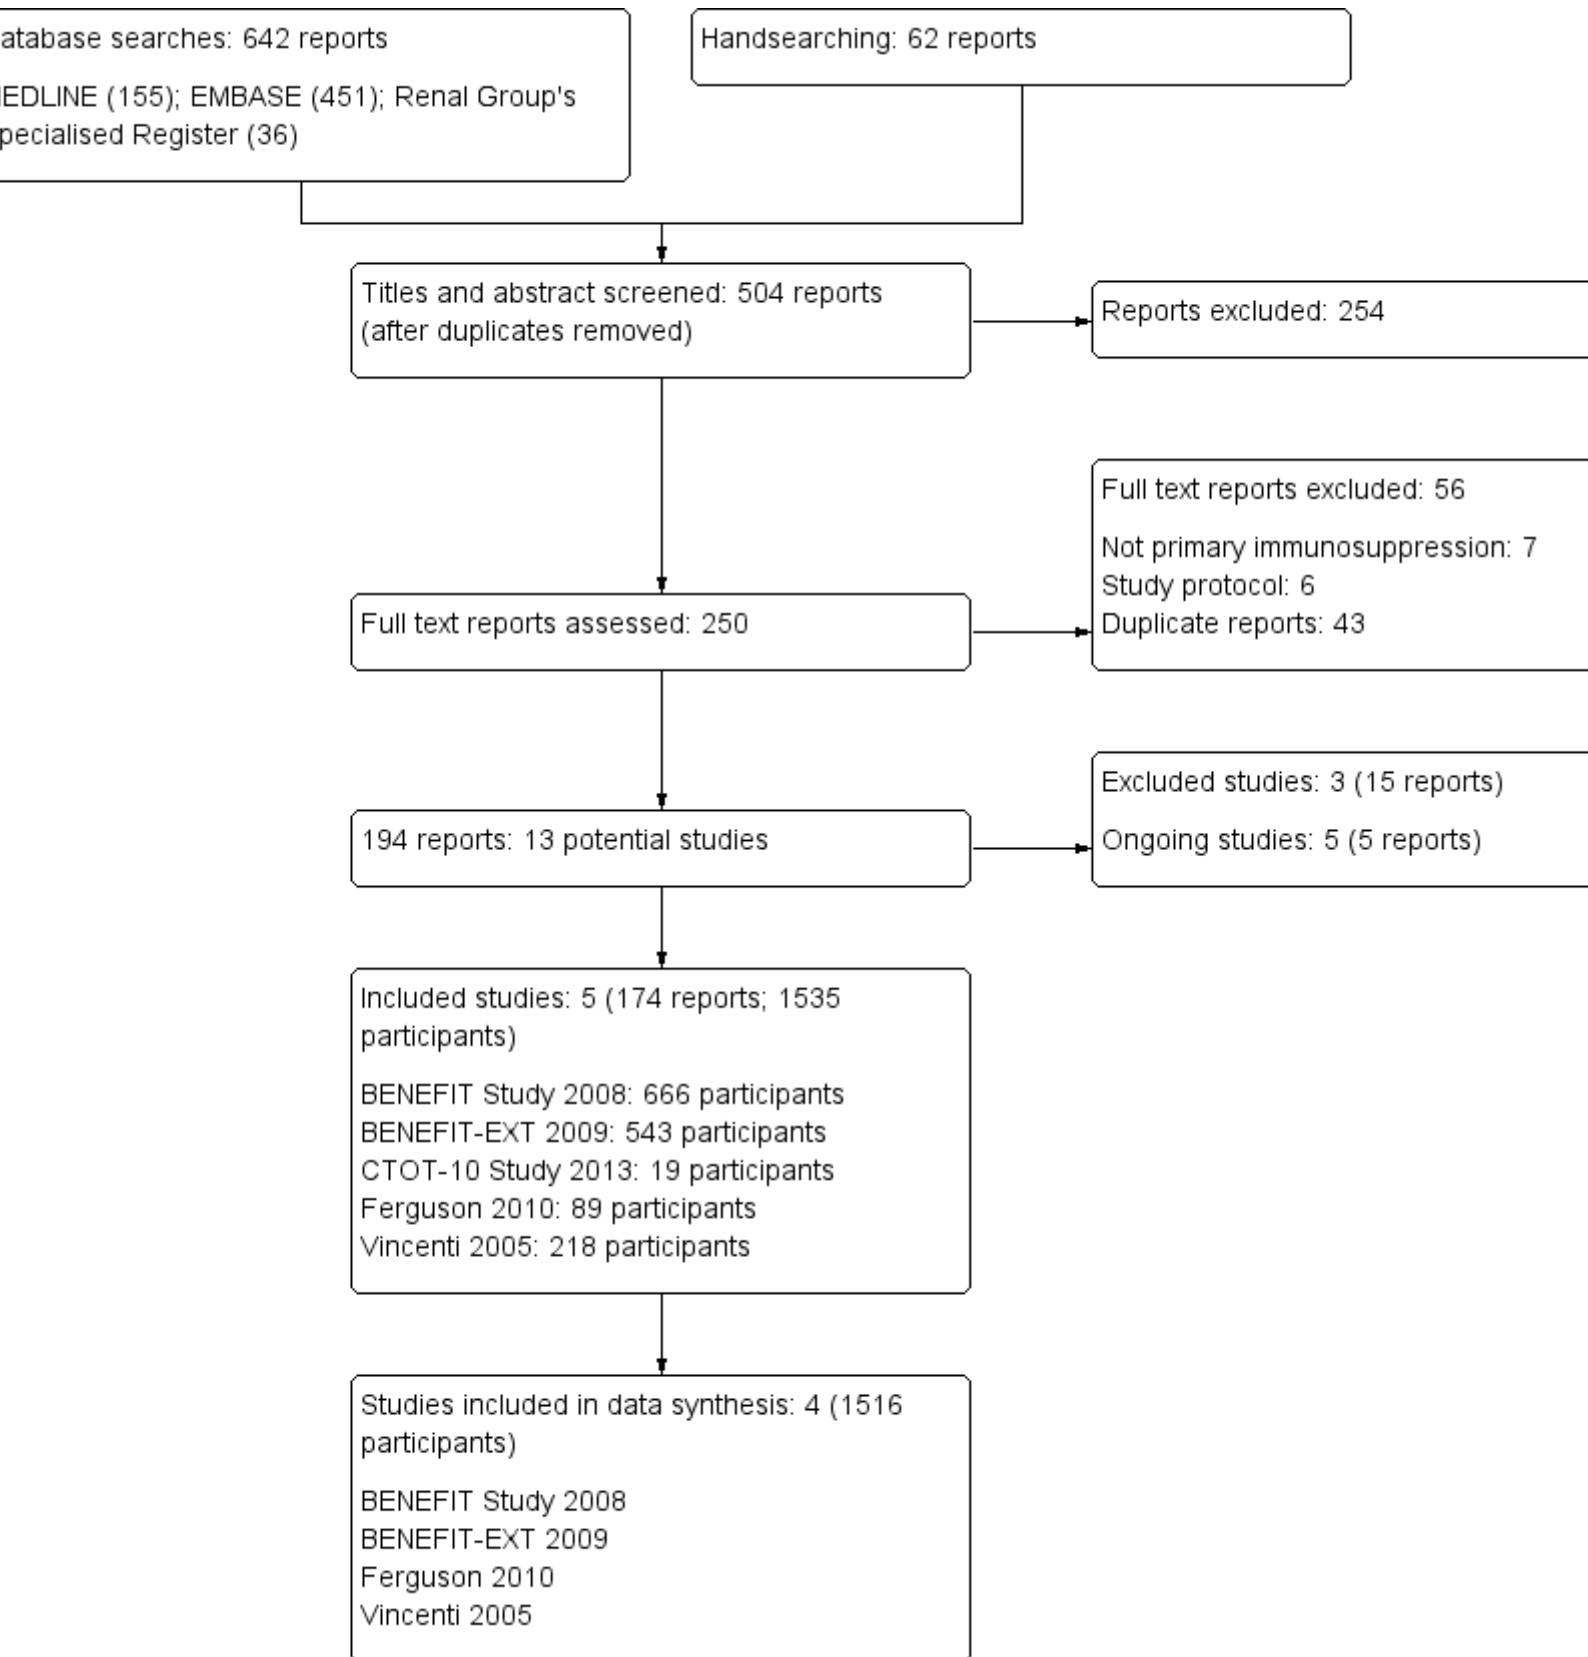 atabase searches: 642 reports
EDLINE (155); EMBASE (451); Renal Group's
pecialised Register (36)
Handsearching: 62 reports
Titles and abstract screened: 504 reports
(after duplicates removed)
Reports excluded: 254
Full text reports assessed: 250
Full text reports excluded: 56
Not primary immunosuppression: 7
Study protocol: 6
Duplicate reports: 43
194 reports: 13 potential studies
Excluded studies: 3 (15 reports)
Ongoing studies: 5 (5 reports)
Included studies: 5 (174 reports; 1535
participants)
BENEFIT Study 2008: 666 participants
BENEFIT-EXT 2009: 543 participants
CTOT-10 Study 2013: 19 participants
Ferguson 2010: 89 participants
Vincenti 2005: 218 participants
Studies included in data synthesis: 4 (1516
participants)
BENEFIT Study 2008
BENEFIT-EXT 2009
Ferguson 2010
Vincenti 2005